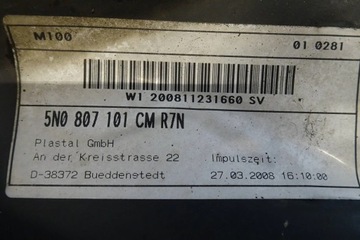 M100 01 0281
WI 200811231660 SV
5N0 807 101 CM R7N
Plastal GmbH
An der Kreisstrasse 22 Impulszeit:
D-38372 Bueddenstedt 27.03.2008 16:10:00